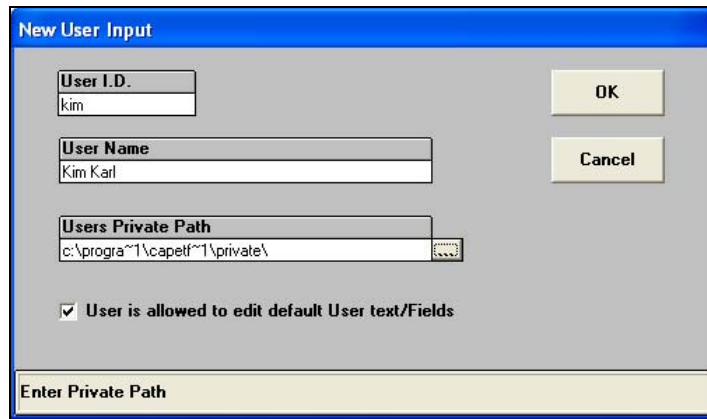 New User Input
User I.D.
kim
OK
User Name
Kim Karl
Cancel
Users Private Path
c:\progra~1\capetf~1\private\
...
User is allowed to edit default User text/Fields
Enter Private Path